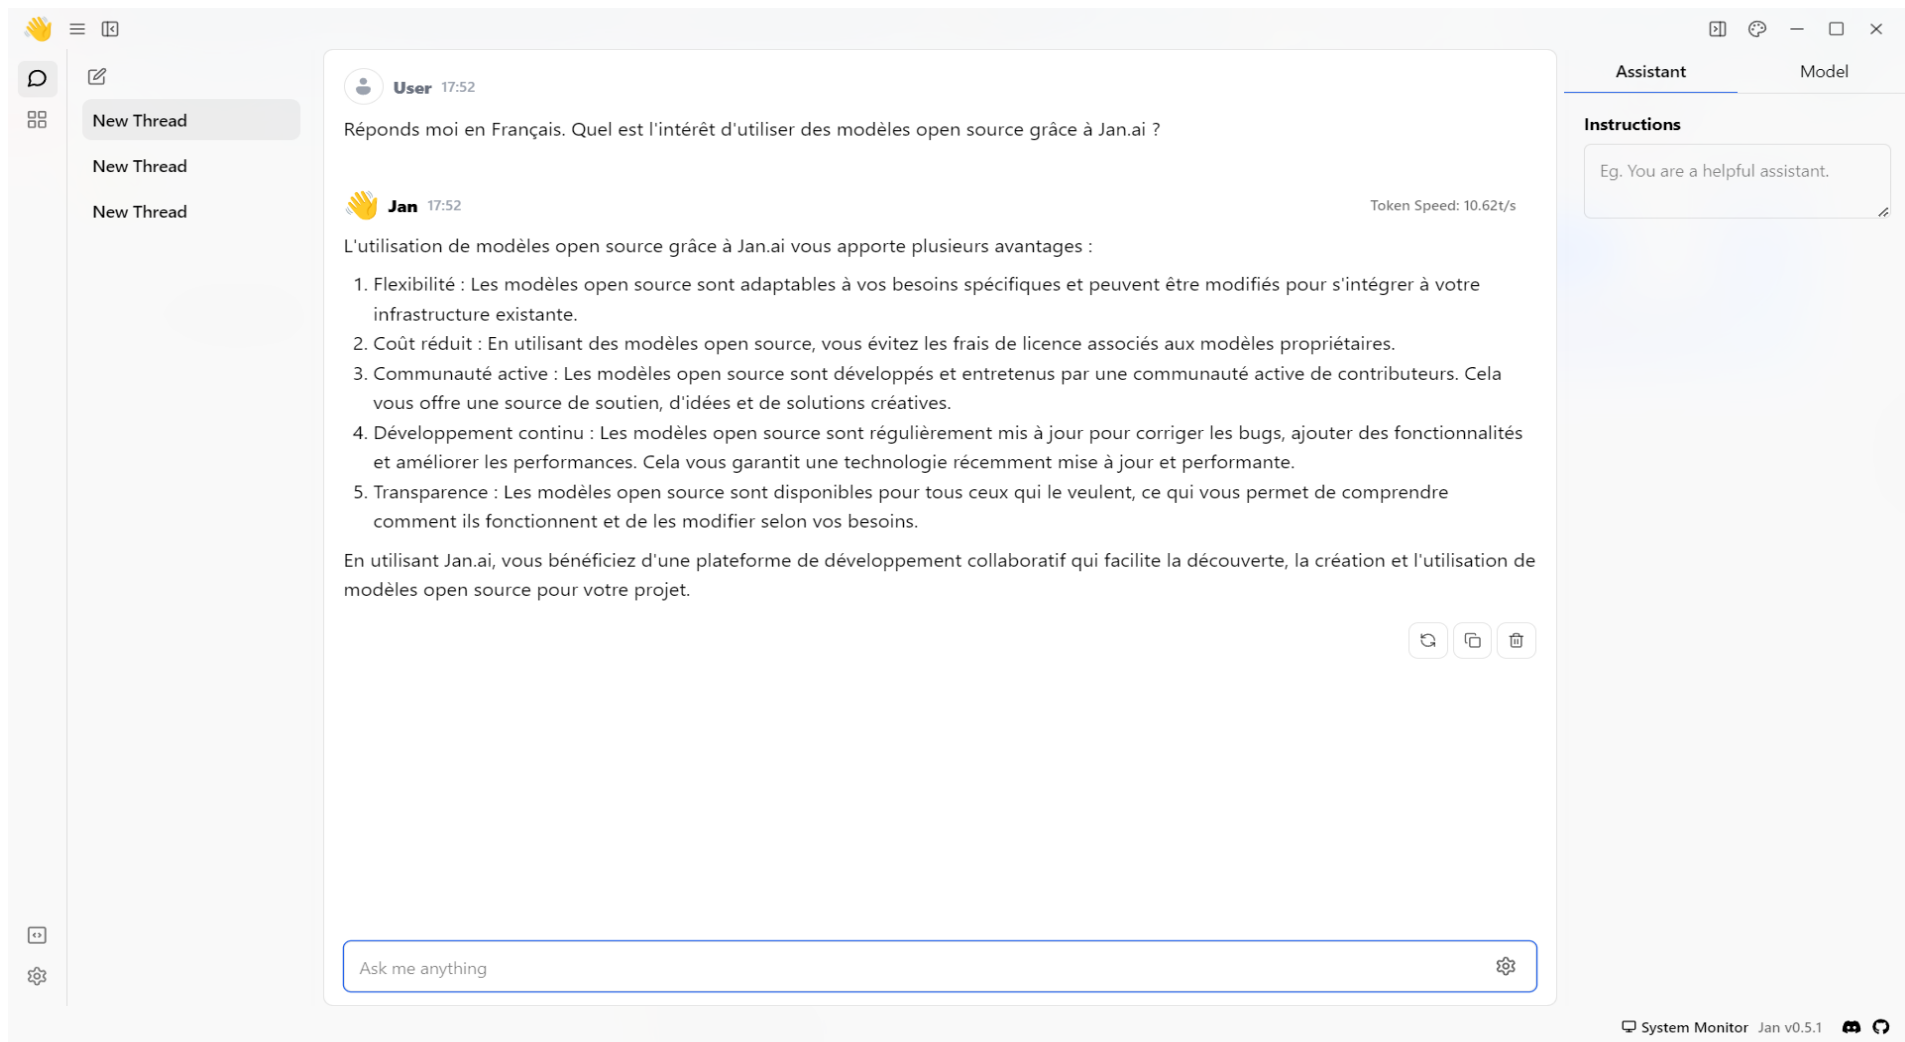 New Thread
New Thread
New Thread
User 17:52
Réponds moi en Français. Quel est l'intérêt d'utiliser des modèles open source grâce à Jan.ai ?
Jan 17:52
Token Speed: 10.62t/s
L'utilisation de modèles open source grâce à Jan.ai vous apporte plusieurs avantages :
1. Flexibilité : Les modèles open source sont adaptables à vos besoins spécifiques et peuvent être modifiés pour s'intégrer à votre
infrastructure existante.
2. Coût réduit : En utilisant des modèles open source, vous évitez les frais de licence associés aux modèles propriétaires.
3. Communauté active : Les modèles open source sont développés et entretenus par une communauté active de contributeurs. Cela
vous offre une source de soutien, d'idées et de solutions créatives.
4. Développement continu : Les modèles open source sont régulièrement mis à jour pour corriger les bugs, ajouter des fonctionnalités
et améliorer les performances. Cela vous garantit une technologie récemment mise à jour et performante.
5. Transparence : Les modèles open source sont disponibles pour tous ceux qui le veulent, ce qui vous permet de comprendre
comment ils fonctionnent et de les modifier selon vos besoins.
En utilisant Jan.ai, vous bénéficiez d'une plateforme de développement collaboratif qui facilite la découverte, la création et l'utilisation de
modèles open source pour votre projet.
Ask me anything
Assistant
Model
Instructions
Eg. You are a helpful assistant.
System Monitor
Jan v0.5.1